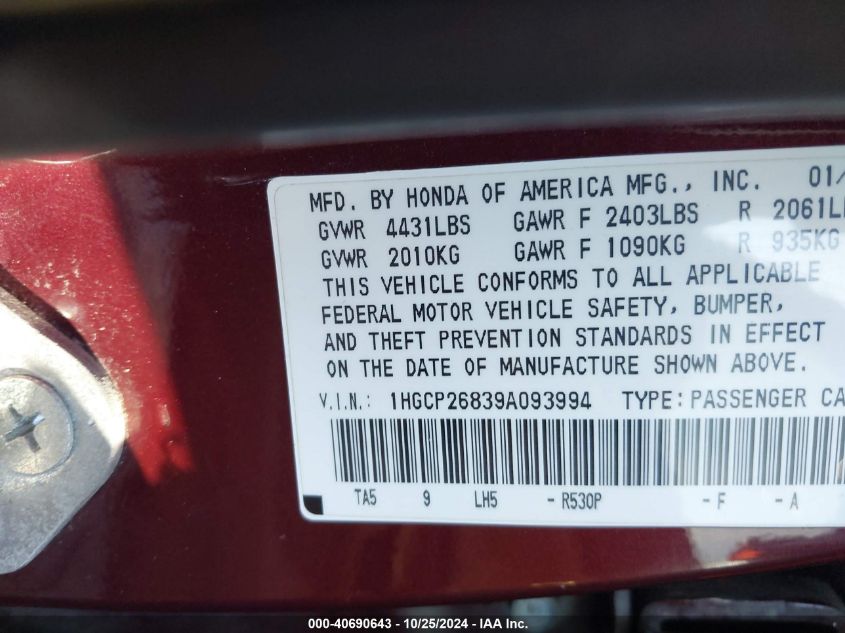 MFD. BY HONDA OF AMERICA MFG., INC. 01/
GVWR 4431LBS GAWR F 2403LBS R 2061L
GVWR 2010KG GAWR F 1090KG R 935KG
THIS VEHICLE CONFORMS TO ALL APPLICABLE
FEDERAL MOTOR VEHICLE SAFETY, BUMPER,
AND THEFT PREVENTION STANDARDS IN EFFECT
ON THE DATE OF MANUFACTURE SHOWN ABOVE.
V.I.N.: 1HGCP26839A093994 TYPE:PASSENGER CA
TA5 9 LH5 -R530P -F -A
000-40690643 - 10/25/2024 - IAA Inc.